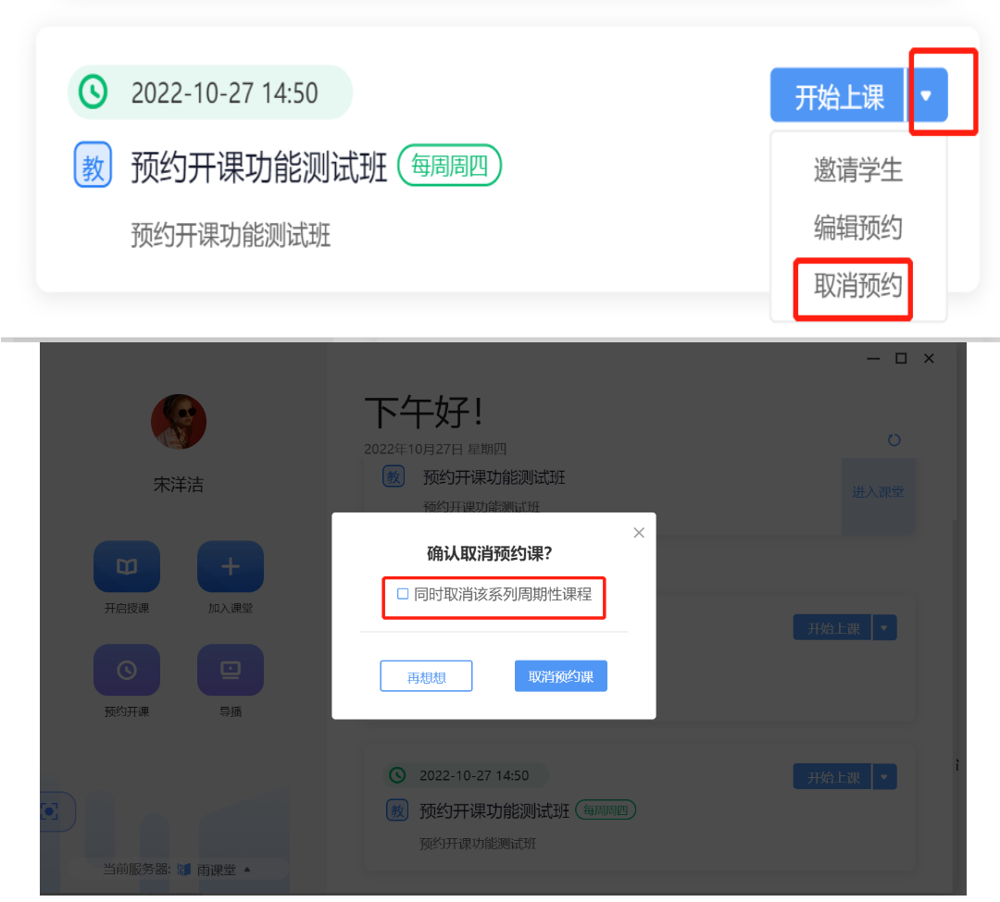 2022-10-27 14:50
开始上课
教 预约开课功能测试班 每周周四
预约开课功能测试班
邀请学生
编辑预约
取消预约
宋洋洁
开启授课
加入课堂
预约开课
导播
当前服务器: 雨课堂
下午好!
2022年10月27日 星期四
教 预约开课功能测试班
预约开课功能测试班
进入课堂
确认取消预约课?
同时取消该系列周期性课程
再想想
取消预约课
开始上课
2022-10-27 14:50
开始上课
教 预约开课功能测试班 每周周四
预约开课功能测试班